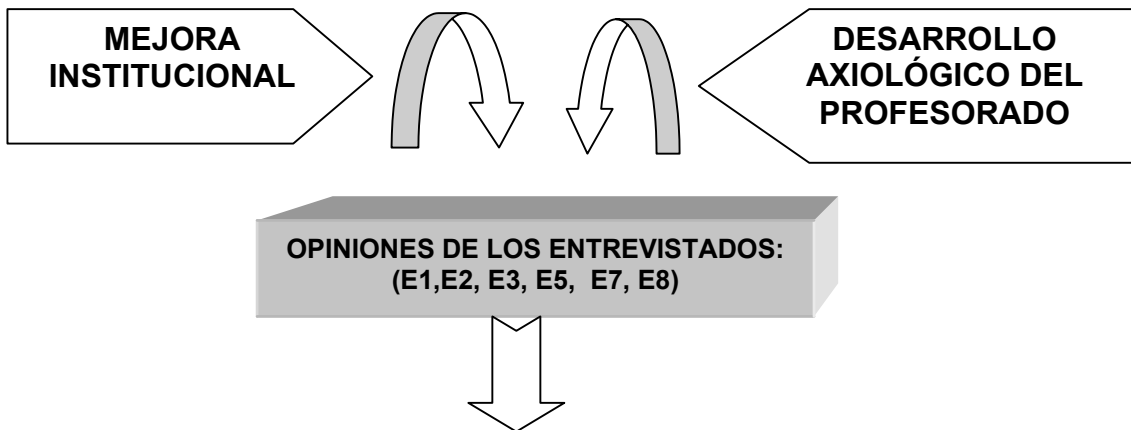 MEJORA
INSTITUCIONAL
DESARROLLO
AXIOLÓGICO DEL
PROFESORADO
OPINIONES DE LOS ENTREVISTADOS:
(E1,E2, E3, E5, E7, E8)